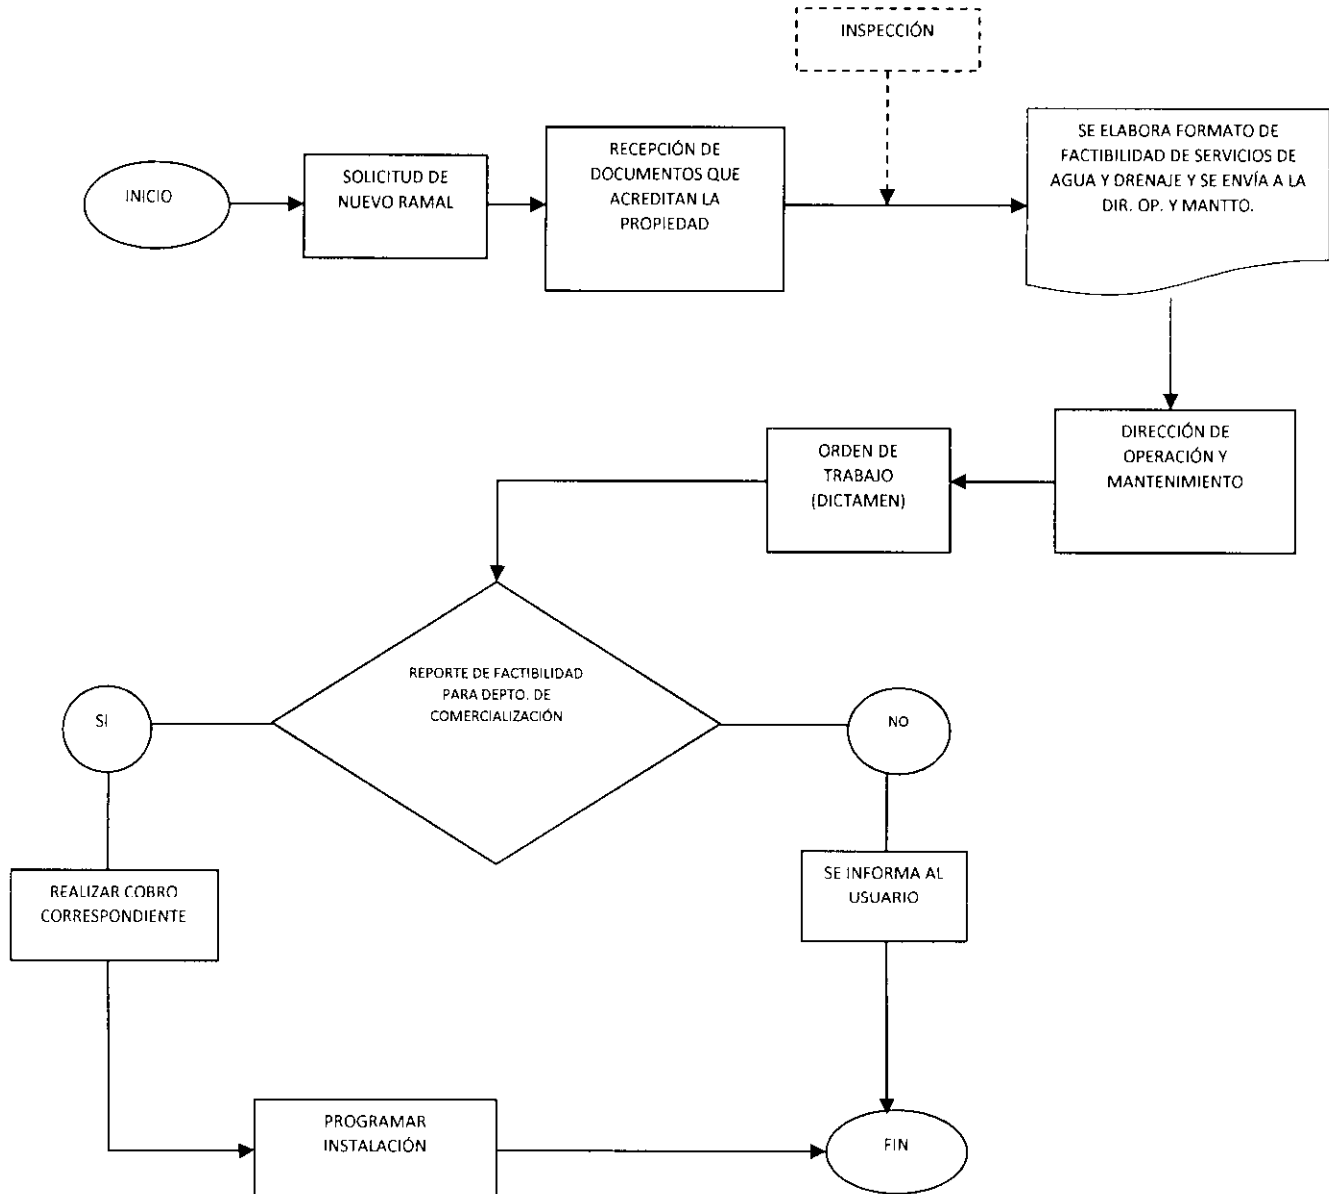 INSPECCIÓN
INICIO
SOLICITUD DE
NUEVO RAMAL
RECEPCIÓN DE
DOCUMENTOS QUE
ACREDITAN LA
PROPIEDAD
SE ELABORA FORMATO DE
FACTIBILIDAD DE SERVICIOS DE
AGUA Y DRENAJE Y SE ENVÍA A LA
DIR. OP. Y MANTTO.
DIRECCIÓN DE
OPERACIÓN Y
MANTENIMIENTO
ORDEN DE
TRABAJO
(DICTAMEN)
REPORTE DE FACTIBILIDAD
PARA DEPTO. DE
COMERCIALIZACIÓN
SI
NO
REALIZAR COBRO
CORRESPONDIENTE
SE INFORMA AL
USUARIO
PROGRAMAR
INSTALACIÓN
FIN